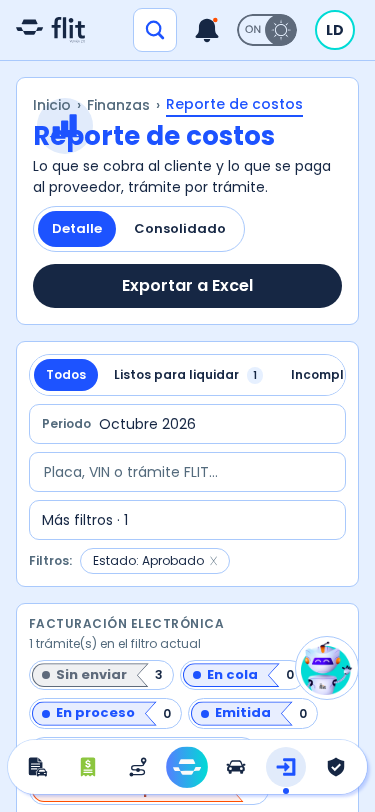 flit
ON
LD
Inicio › Finanzas › Reporte de costos
Reporte de costos
Lo que se cobra al cliente y lo que se paga
al proveedor, trámite por trámite.
Detalle Consolidado
Exportar a Excel
Todos Listos para liquidar 1 Incompl
Periodo Octubre 2026
Placa, VIN o trámite FLIT...
Más filtros · 1
Filtros: Estado: Aprobado X
FACTURACIÓN ELECTRÓNICA
1 trámite(s) en el filtro actual
Sin enviar 3 En cola 0
En proceso 0 Emitida 0